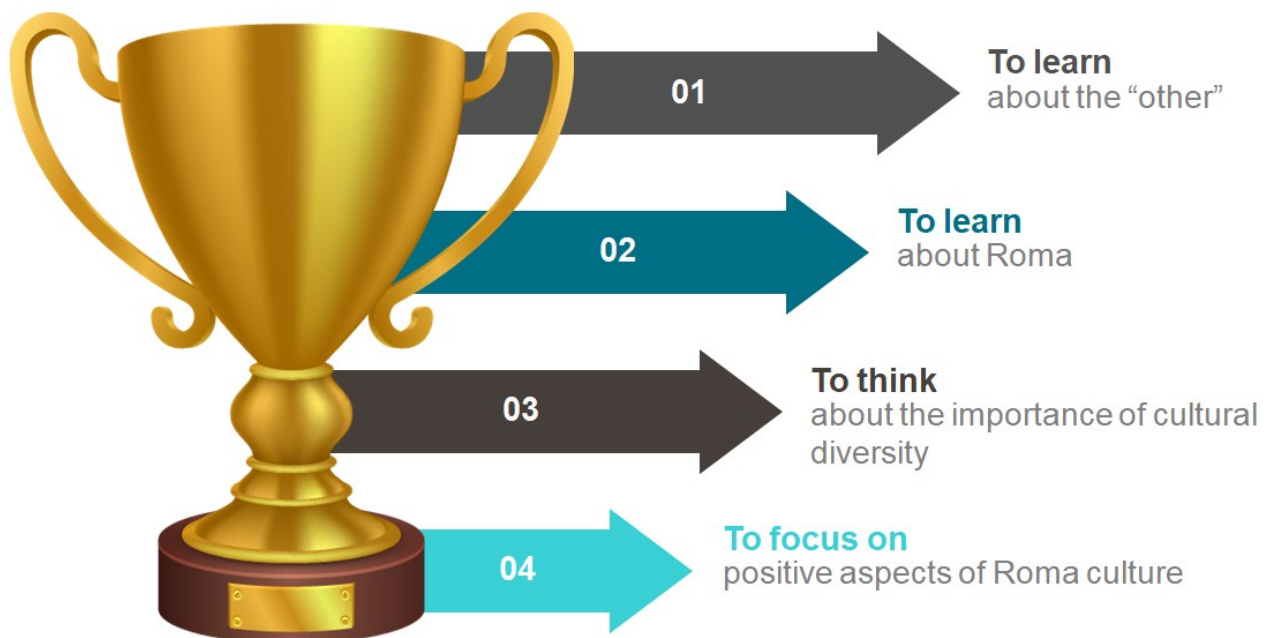 01
To learn
about the “other”
02
To learn
about Roma
03
To think
about the importance of cultural
diversity
04
To focus on
positive aspects of Roma culture